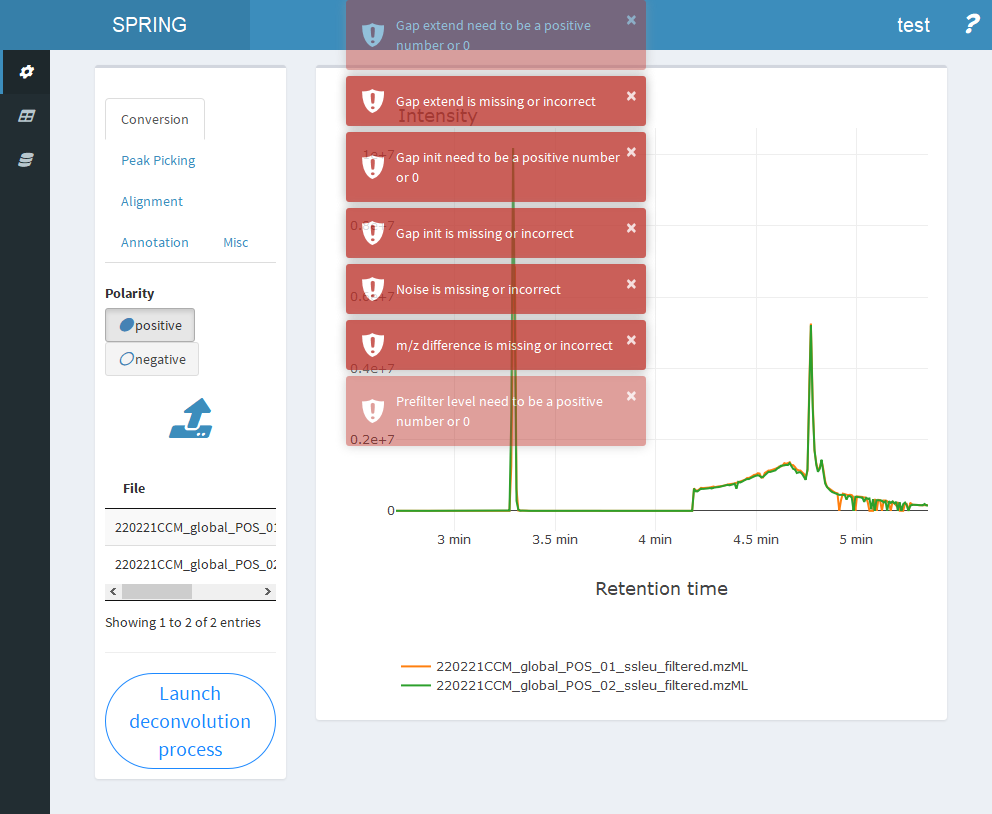 SPRING
test
?
Gap extend need to be a positive
number or 0
×
Gap extend is missing or incorrect
×
Gap init need to be a positive number
or 0
×
Gap init is missing or incorrect
×
Noise is missing or incorrect
×
m/z difference is missing or incorrect
×
Prefilter level need to be a positive
number or 0
×
Conversion
Peak Picking
Alignment
Annotation
Misc
Polarity
positive
negative
File
220221CCM_global_POS_01
220221CCM_global_POS_02
Showing 1 to 2 of 2 entries
Launch
deconvolution
process
Intensity
1e+7
0.8e+7
0.6e+7
0.4e+7
0.2e+7
0
3 min
3.5 min
4 min
4.5 min
5 min
Retention time
220221CCM_global_POS_01_ssleu_filtered.mzML
220221CCM_global_POS_02_ssleu_filtered.mzML